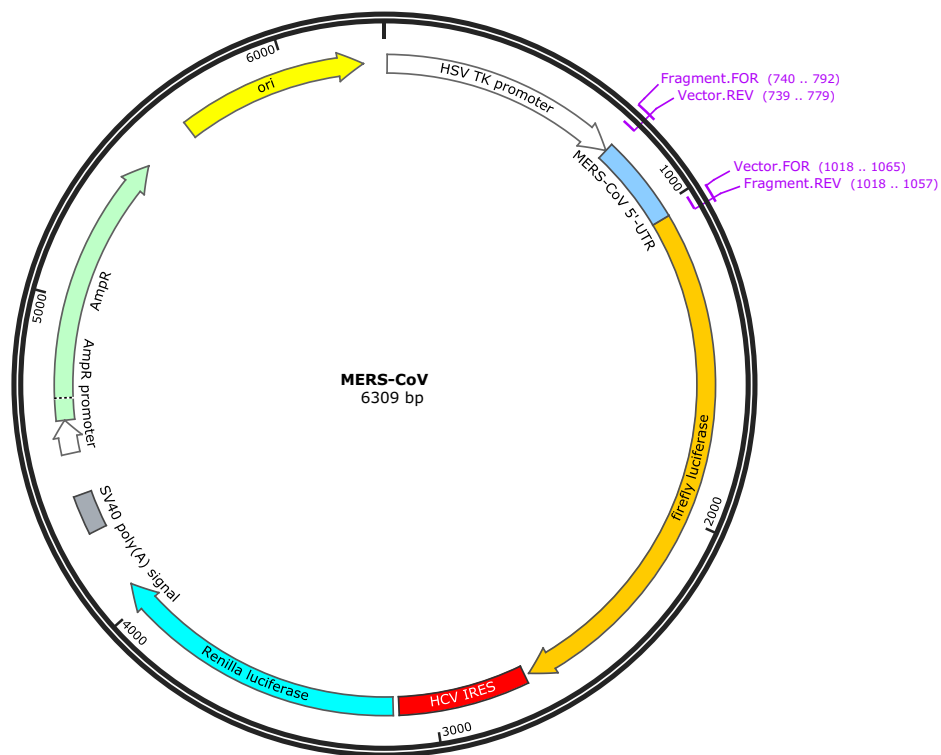 6000
ori
HSV TK promoter
Fragment.FOR (740 .. 792)
Vector.REV (739 .. 779)
MERS-CoV 5'-UTR
1000
Vector.FOR (1018 .. 1065)
Fragment.REV (1018 .. 1057)
AmpR
5000
AmpR promoter
MERS-CoV
6309 bp
firefly luciferase
2000
SV40 poly(A) signal
4000
Renilla luciferase
HCV IRES
3000